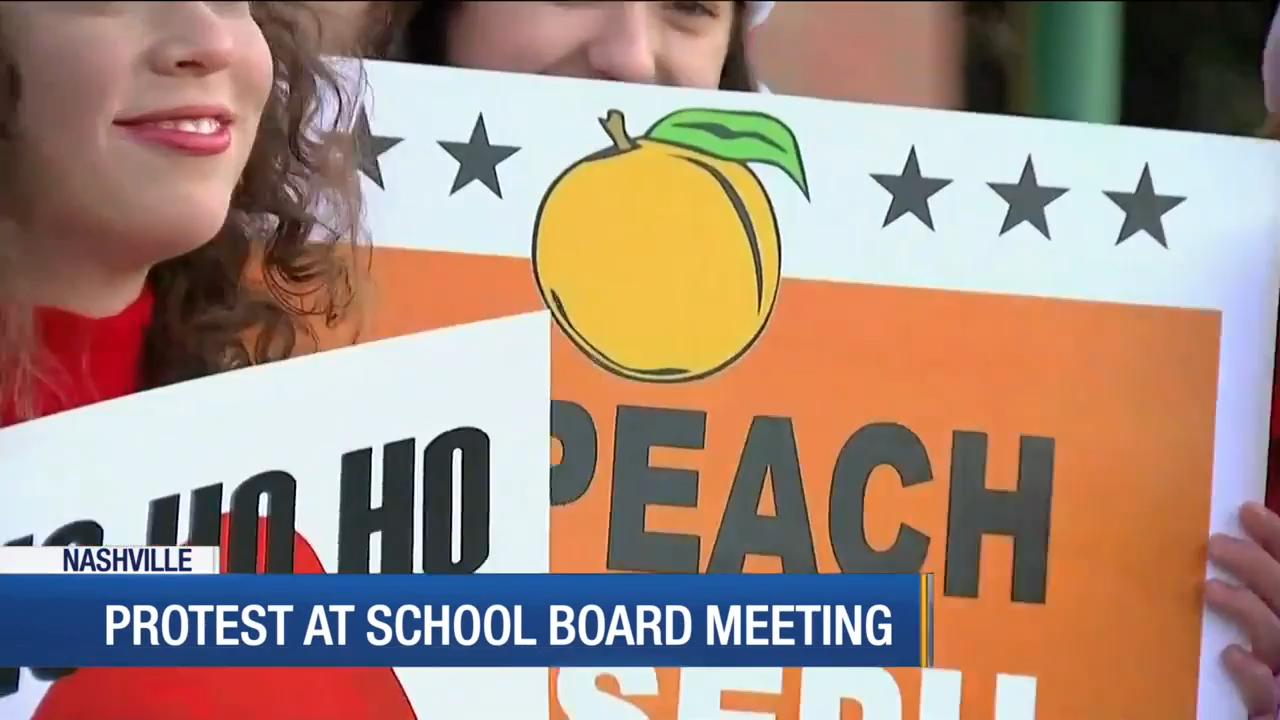 PEACH
HO HO
NASHVILLE
PROTEST AT SCHOOL BOARD MEETING